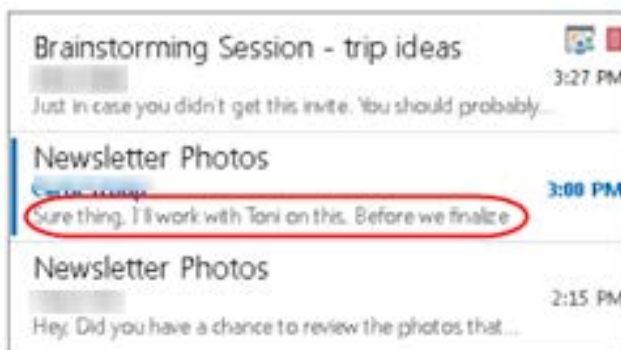 Brainstorming Session - trip ideas
3:27 PM
Just in case you didn't get this invite. You should probably...
Newsletter Photos
3:00 PM
Sure thing, I'll work with Toni on this. Before we finalize
Newsletter Photos
2:15 PM
Hey, Did you have a chance to review the photos that...